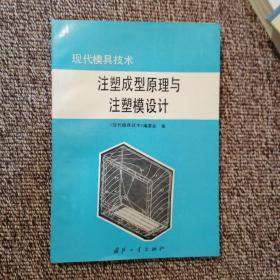 现代模具技术
注塑成型原理与
注塑模设计
《现代模具技术》编委会 编
国防工业出版社